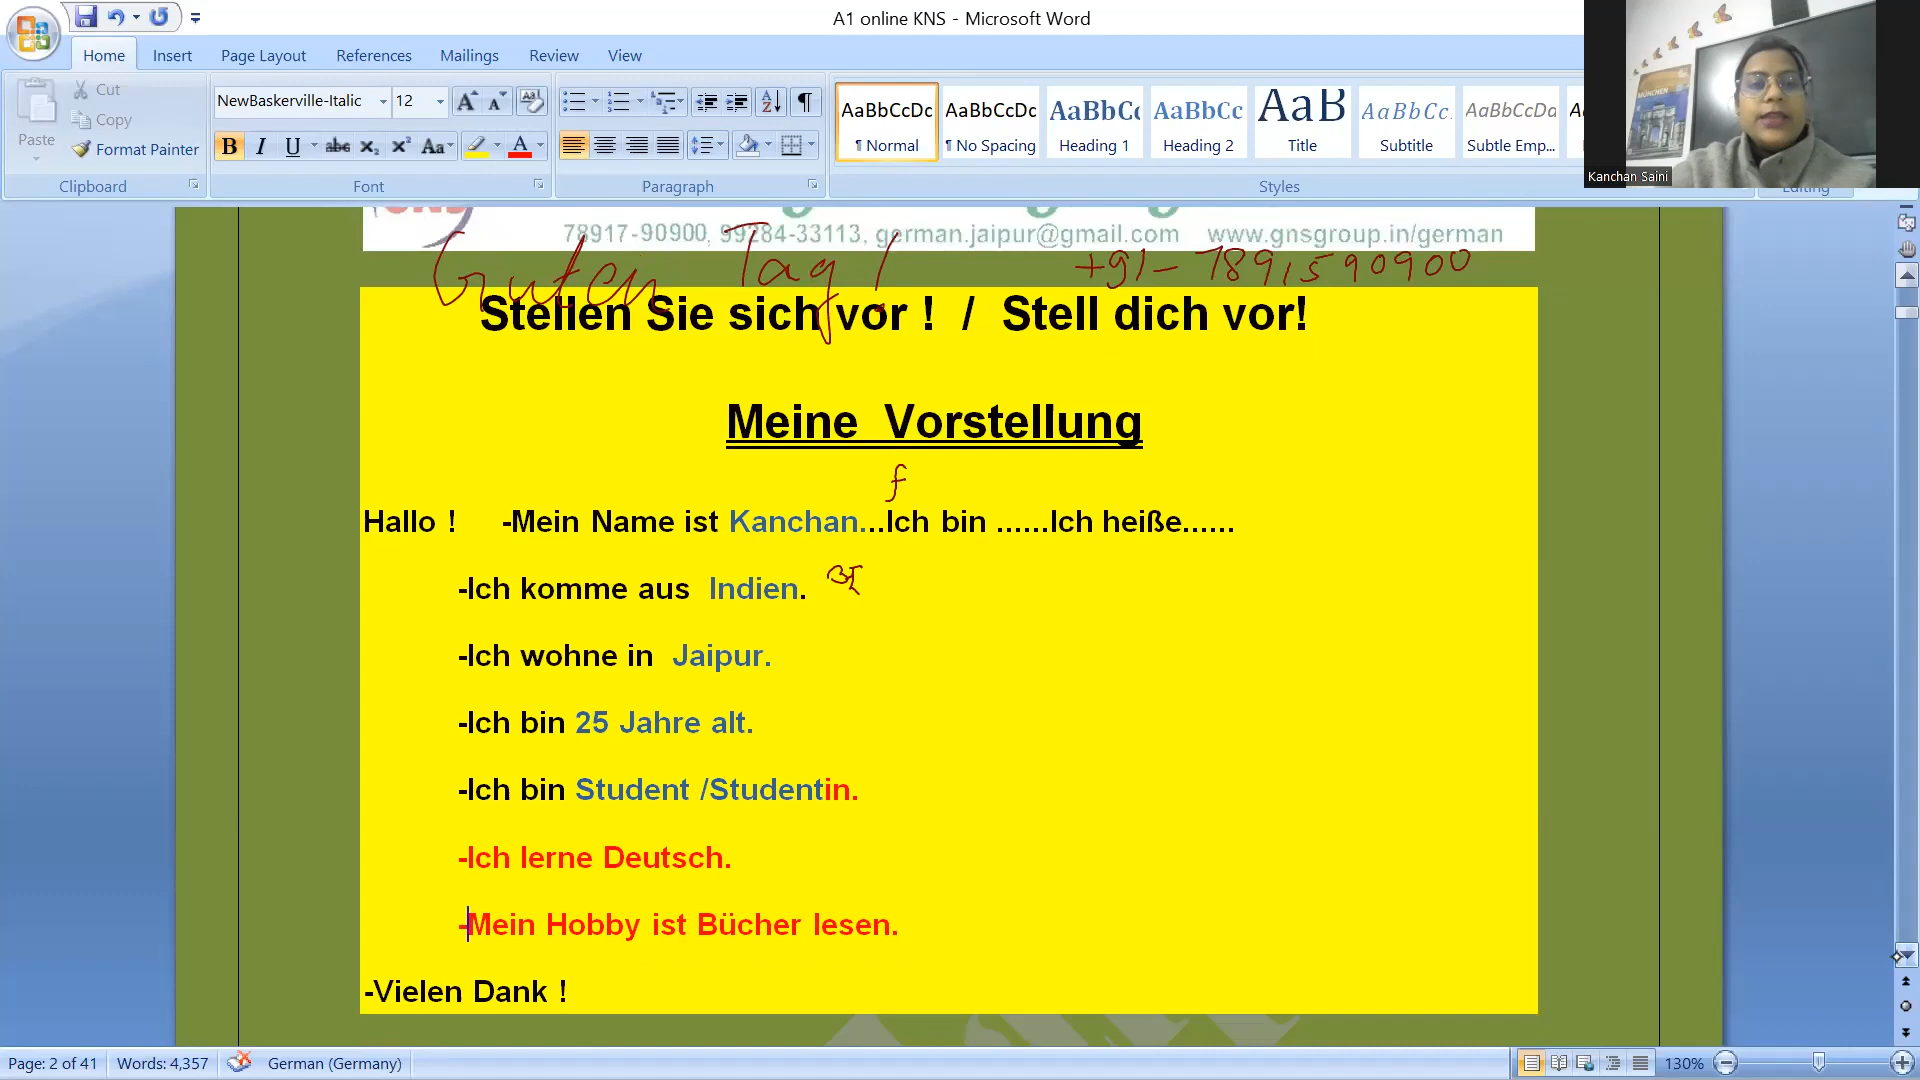 A1 online KNS - Microsoft Word
Home Insert Page Layout References Mailings Review View
Paste
Cut
Copy
Format Painter
Clipboard
NewBaskerville-Italic 12
B I U abc X₂ X² Aa A
Font
Paragraph
AaBbCcDc AaBbCcDc AaBbCc AaBbCc AaB AaBbCc. AaBbCcDa
¶ Normal ¶ No Spacing Heading 1 Heading 2 Title Subtitle Subtle Emp...
Styles
Editing
MÜNCHEN
Kanchan Saini
78917-90900, 99284-33113, german.jaipur@gmail.com www.gnsgroup.in/german
Guten Tag! +91-7891590900
Stellen Sie sich vor ! / Stell dich vor!
Meine Vorstellung
f
Hallo ! -Mein Name ist Kanchan...Ich bin ......Ich heiße......
-Ich komme aus Indien. अ
-Ich wohne in Jaipur.
-Ich bin 25 Jahre alt.
-Ich bin Student /Studentin.
-Ich lerne Deutsch.
-Mein Hobby ist Bücher lesen.
-Vielen Dank !
Page: 2 of 41 Words: 4,357 German (Germany) 130%